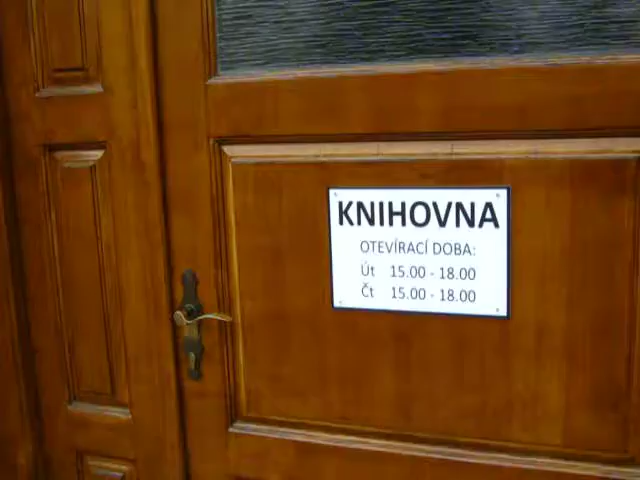 KNIHOVNA
OTEVÍRACÍ DOBA:
Út 15.00 - 18.00
Čt 15.00 - 18.00